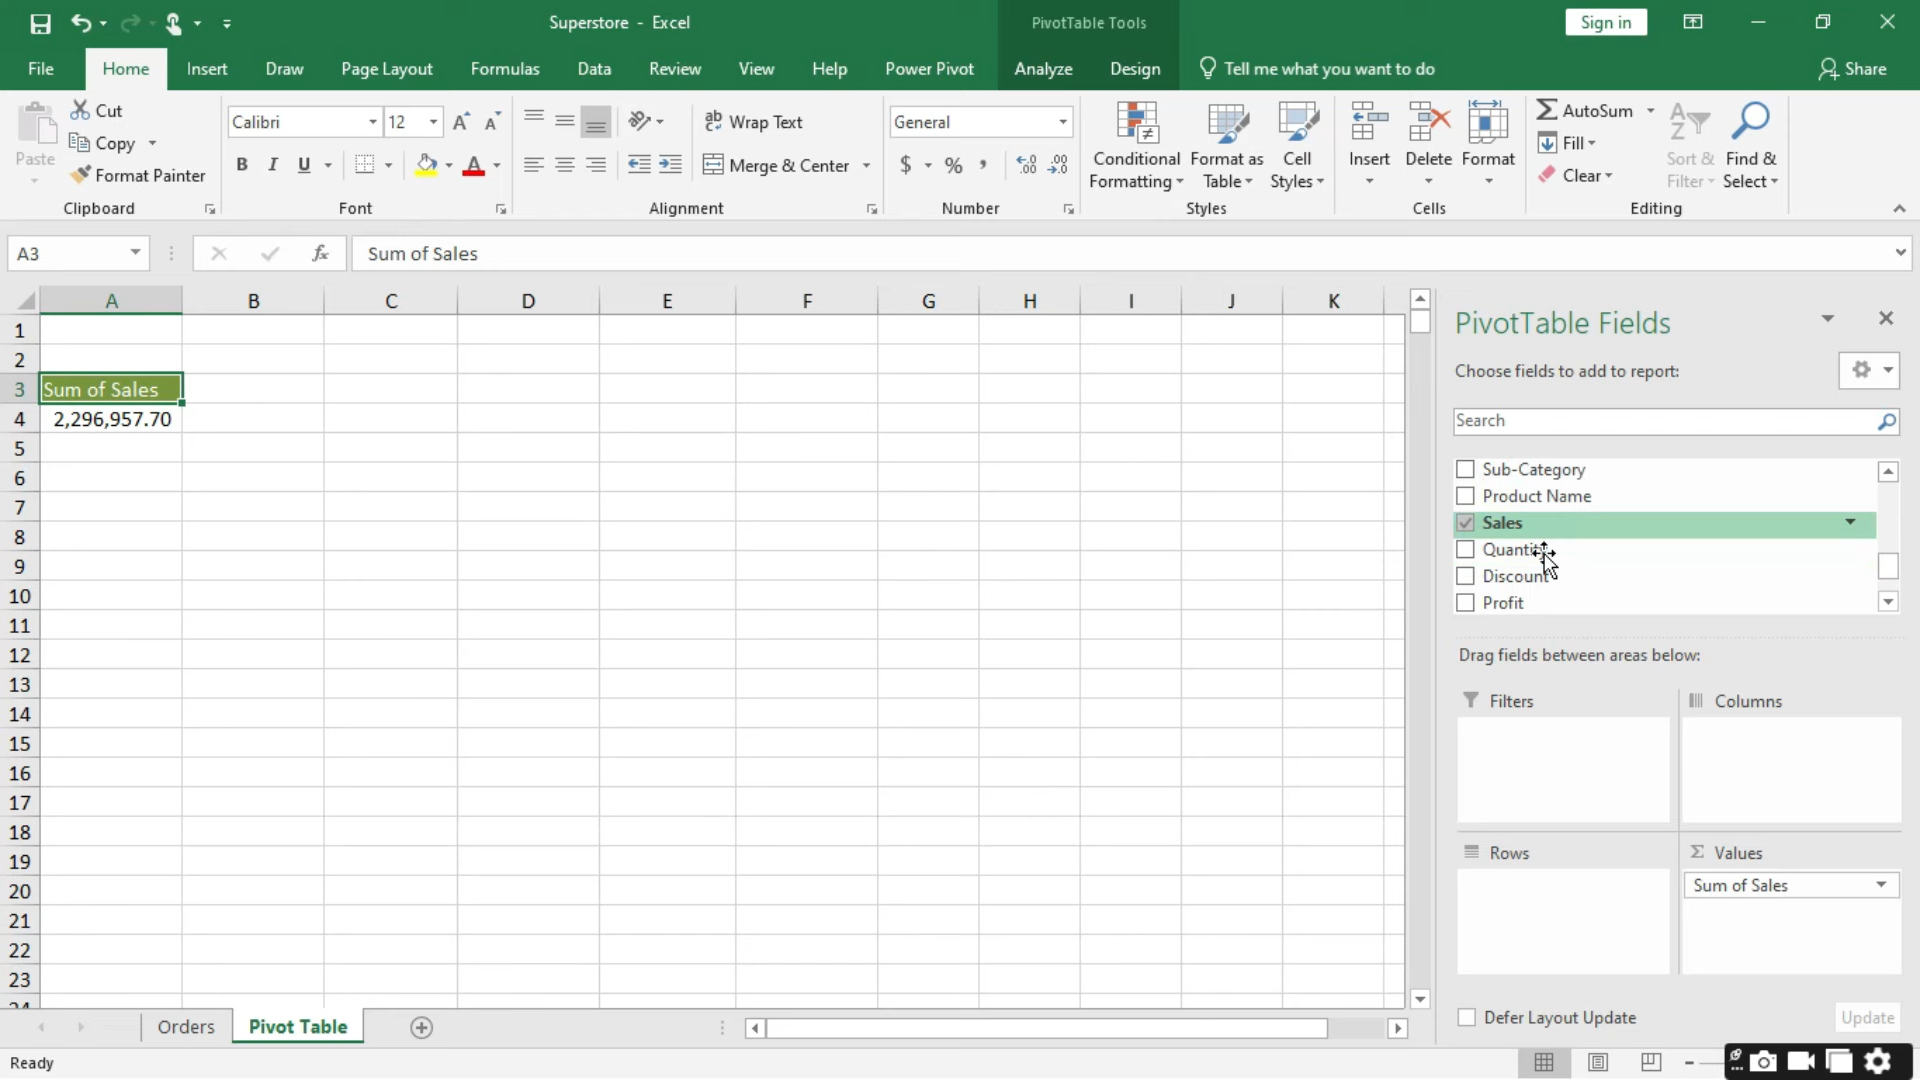 Superstore - Excel
PivotTable Tools
Sign in
File
Home
Insert
Draw
Page Layout
Formulas
Data
Review
View
Help
Power Pivot
Analyze
Design
Tell me what you want to do
Share
Paste
Cut
Copy
Format Painter
Clipboard
Calibri
12
B I U
Font
Wrap Text
Merge & Center
Alignment
General
$ % ,
Number
Conditional Formatting
Format as Table
Cell Styles
Styles
Insert
Delete
Format
Cells
AutoSum
Fill
Clear
Sort & Filter
Find & Select
Editing
A3
fx
Sum of Sales
A B C D E F G H I J K
1
2
3 Sum of Sales
4 2,296,957.70
5
6
7
8
9
10
11
12
13
14
15
16
17
18
19
20
21
22
23
24
PivotTable Fields
Choose fields to add to report:
Search
Sub-Category
Product Name
Sales
Quantity
Discount
Profit
Drag fields between areas below:
Filters
Columns
Rows
Values
Sum of Sales
Defer Layout Update
Update
Orders
Pivot Table
Ready